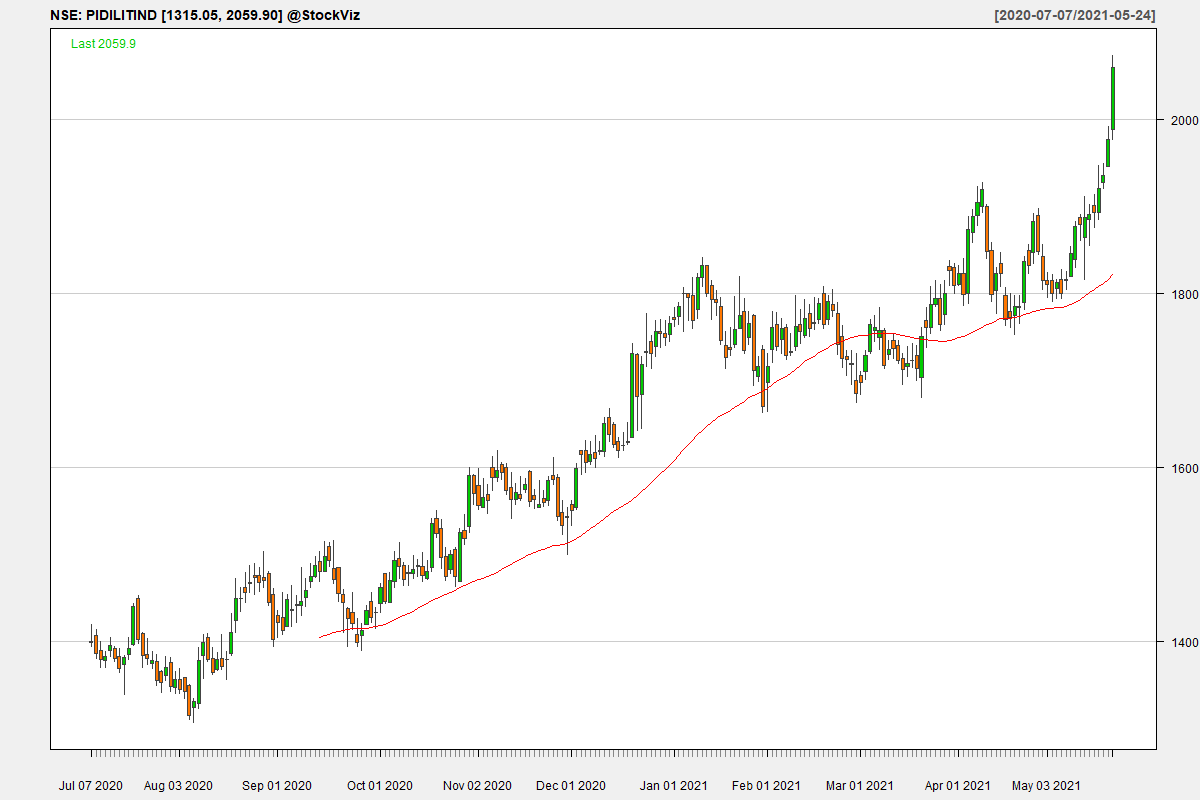 NSE: PIDILITIND [1315.05, 2059.90] @StockViz [2020-07-07/2021-05-24]
Last 2059.9
2000
1800
1600
1400
Jul 07 2020 Aug 03 2020 Sep 01 2020 Oct 01 2020 Nov 02 2020 Dec 01 2020 Jan 01 2021 Feb 01 2021 Mar 01 2021 Apr 01 2021 May 03 2021